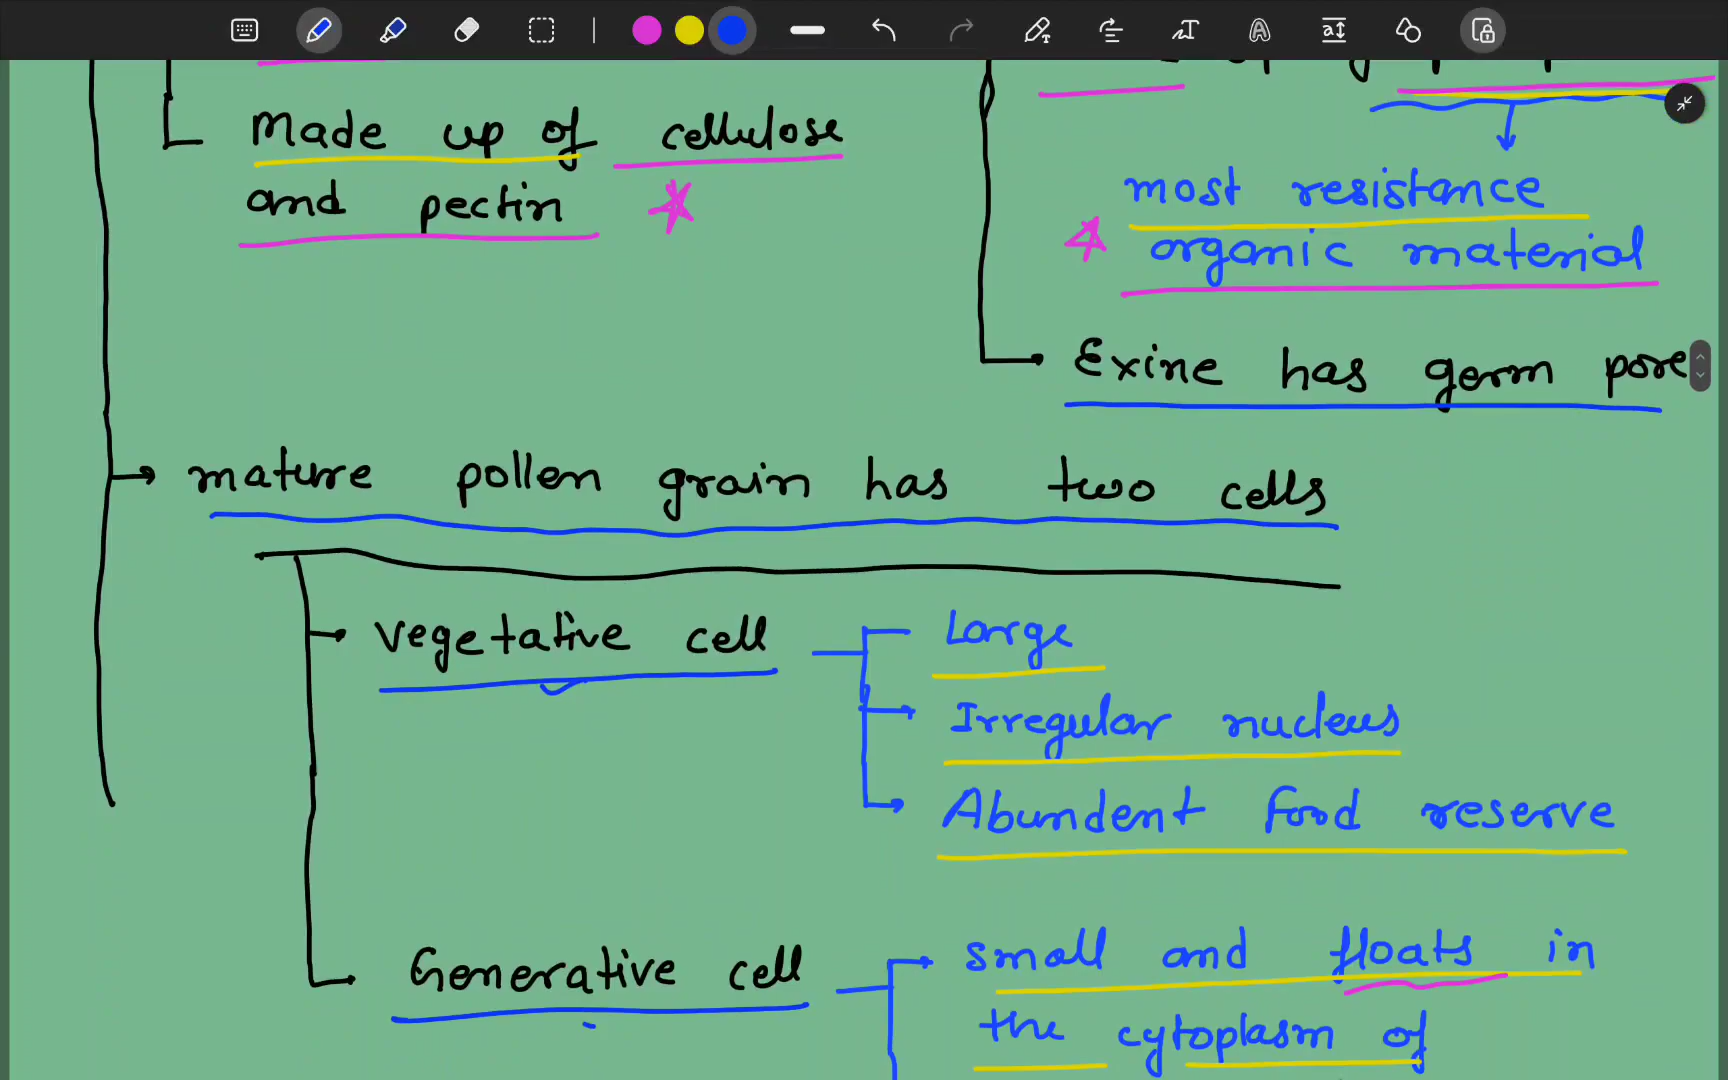 Made up of cellulose
and pectin
most resistance
organic material
Exine has germ pore
mature pollen grain has two cells
vegetative cell
Large
Irregular nucleus
Abundent food reserve
Generative cell
small and floats in
the cytoplasm of